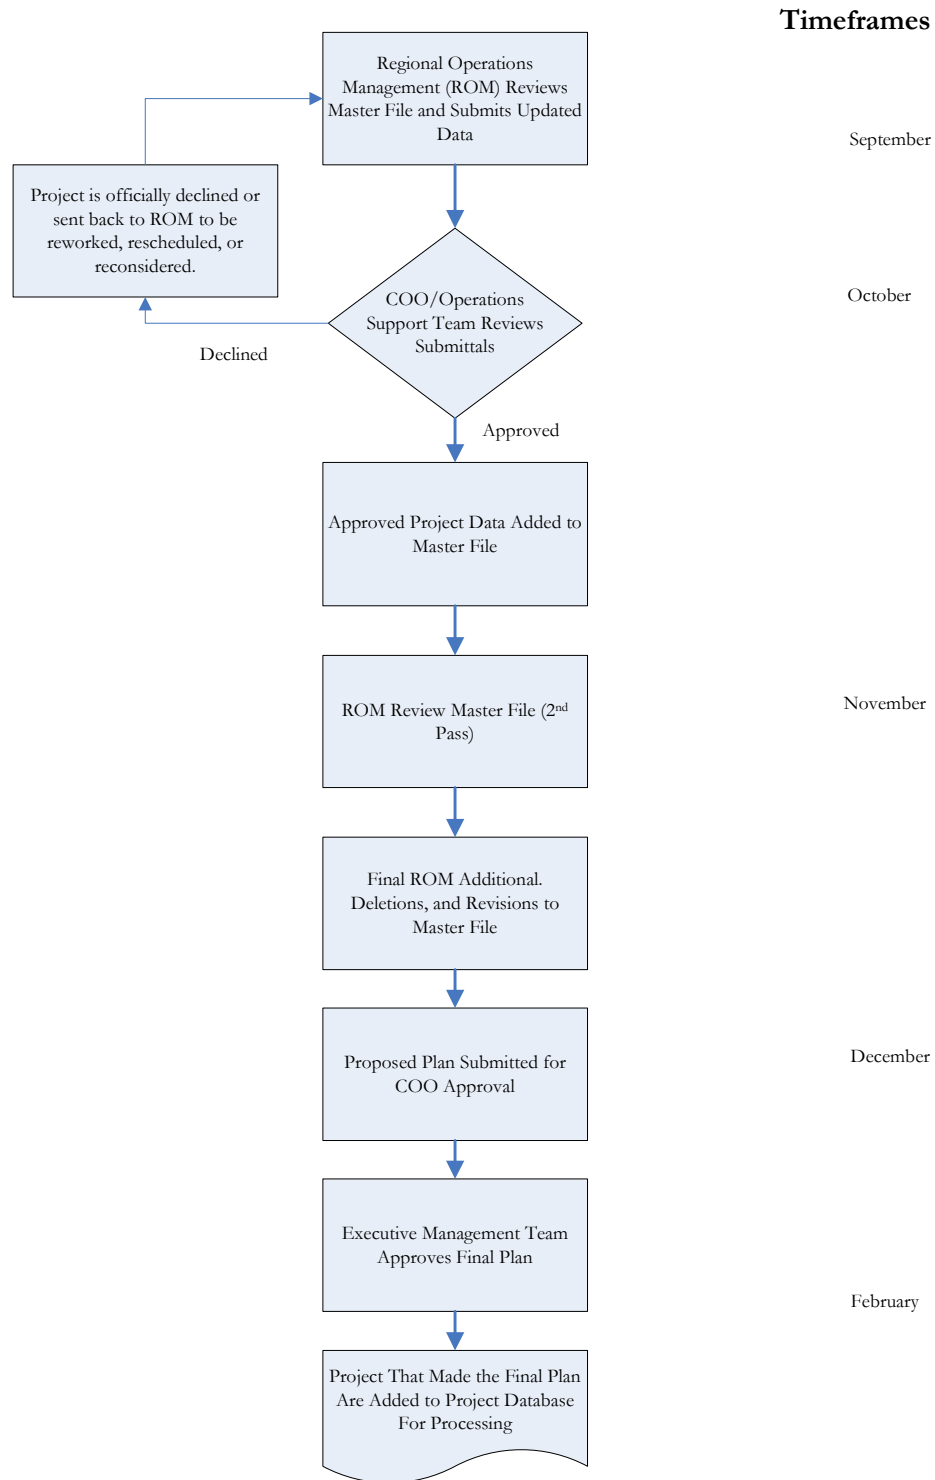 Timeframes
Regional Operations
Management (ROM) Reviews
Master File and Submits Updated
Data
September
Project is officially declined or
sent back to ROM to be
reworked, rescheduled, or
reconsidered.
October
COO/Operations
Support Team Reviews
Submittals
Declined
Approved
Approved Project Data Added to
Master File
ROM Review Master File (2nd
Pass)
November
Final ROM Additional.
Deletions, and Revisions to
Master File
Proposed Plan Submitted for
COO Approval
December
Executive Management Team
Approves Final Plan
February
Project That Made the Final Plan
Are Added to Project Database
For Processing